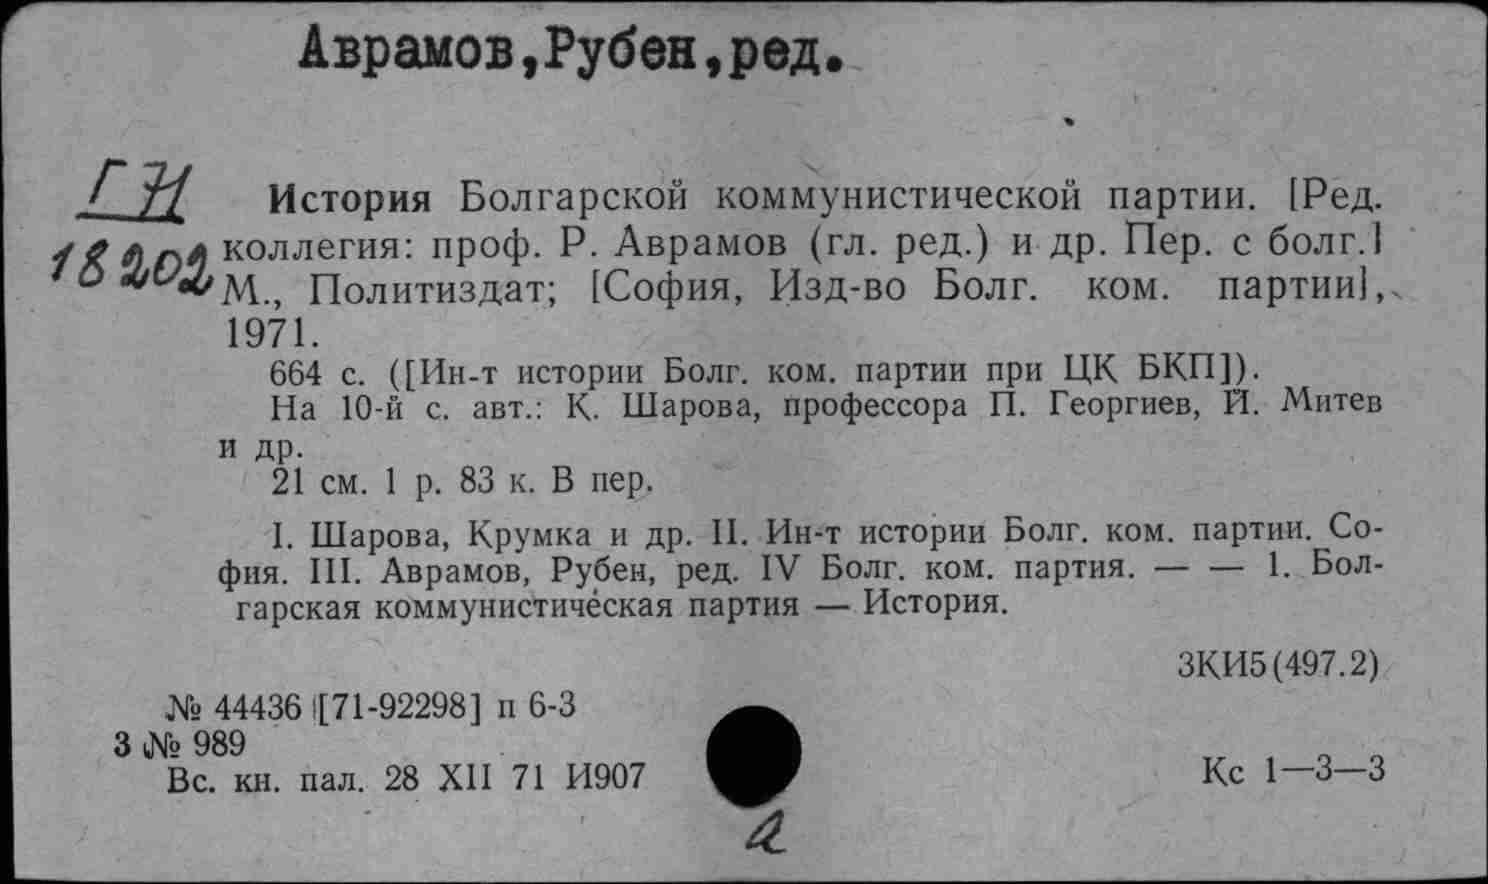 Аврамов,Рубен,ред.
ГИ
18202
История Болгарской коммунистической партии. [Ред.
коллегия: проф. Р. Аврамов (гл. ред.) и др. Пер. с болг.]
М., Политиздат; [София, Изд-во Болг. ком. партии],
1971.
664 с. ([Ин-т истории Болг. ком. партии при ЦК БКП]).
На 10-й с. авт.: К. Шарова, профессора П. Георгиев, Й. Митев
и др.
21 см. 1 р. 83 к. В пер.
I. Шарова, Крумка и др. II. Ин-т истории Болг. ком. партии. Со-
фия. III. Аврамов, Рубен, ред. IV Болг. ком. партия. — — 1. Бол-
гарская коммунистическая партия — История.
3КИ5(497.2)
№ 44436 [71-92298] п 6-3
3 № 989
Вс. кн. пал. 28 XII 71 И907
Кс 1—3—3